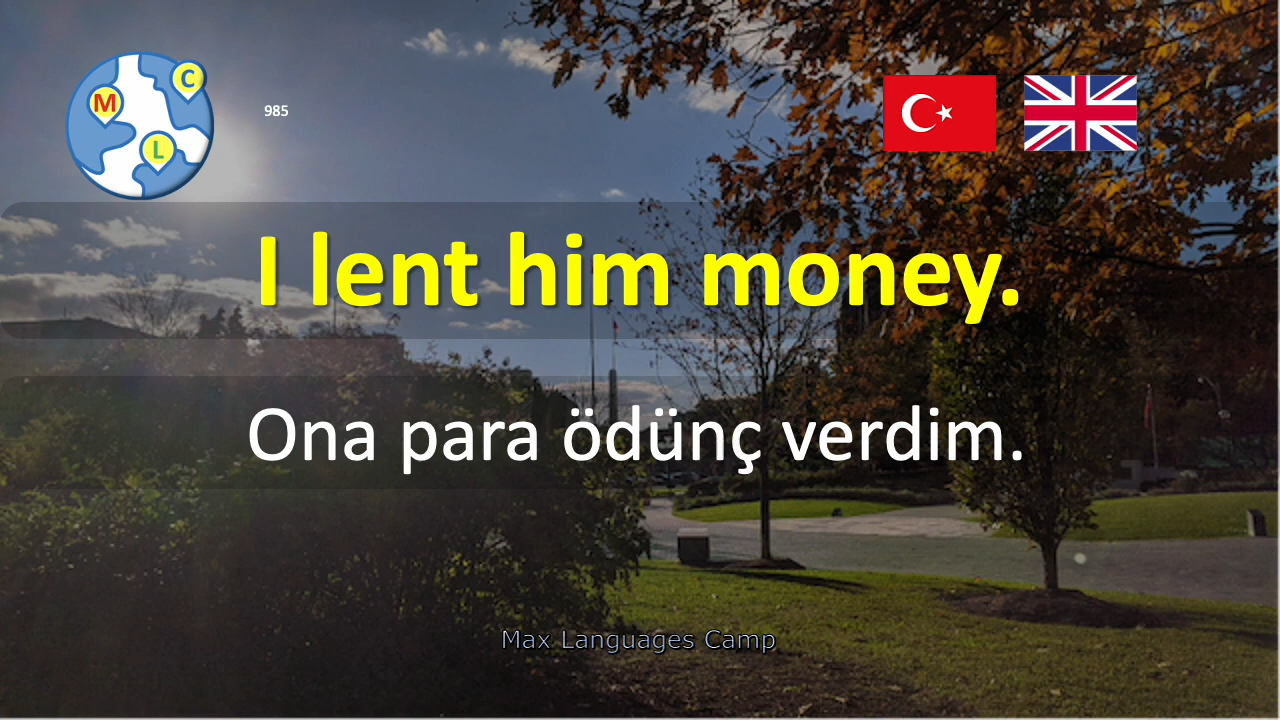 C
M
L
985
I lent him money.
Ona para ödünç verdim.
Max Languages Camp